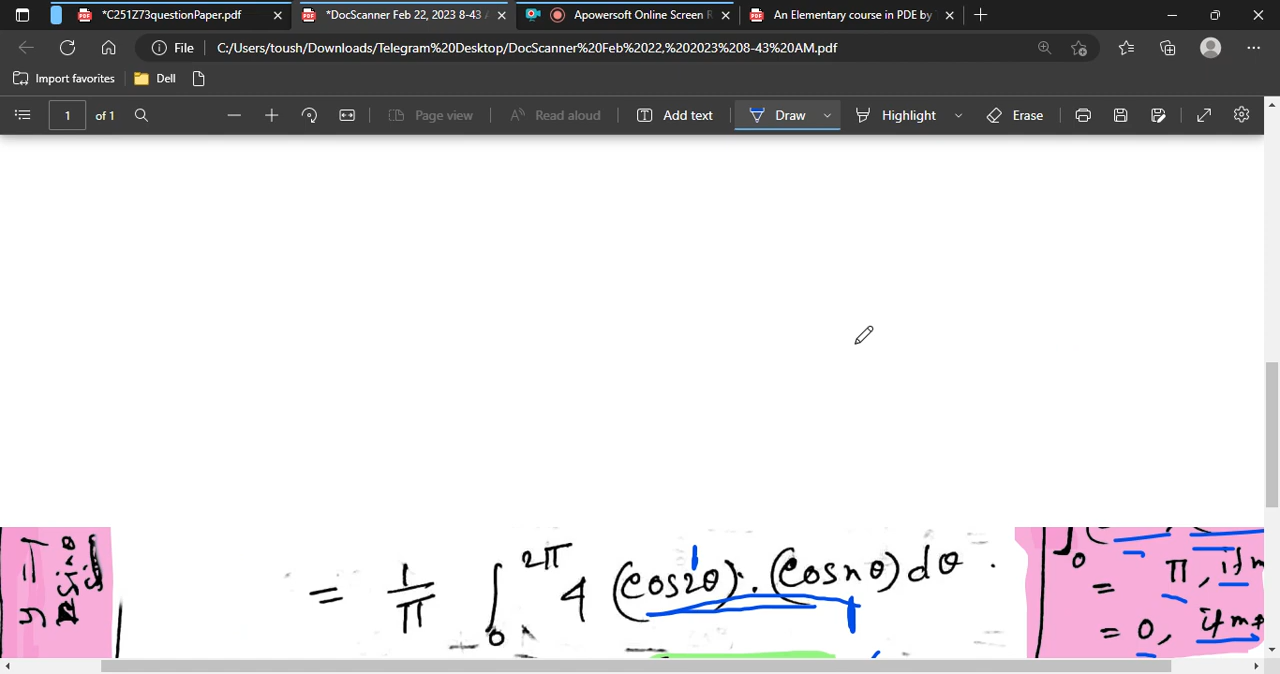 *C251Z73questionPaper.pdf
*DocScanner Feb 22, 2023 8-43 A
Apowersoft Online Screen R
An Elementary course in PDE by
File
C:/Users/toush/Downloads/Telegram%20Desktop/DocScanner%20Feb%2022,%202023%208-43%20AM.pdf
Import favorites
Dell
1 of 1
Page view
Read aloud
Add text
Draw
Highlight
Erase
= 1/π ∫₀^2π 4 (cos2θ) · (cosnθ) dθ .
= π, if m
= 0, if m≠